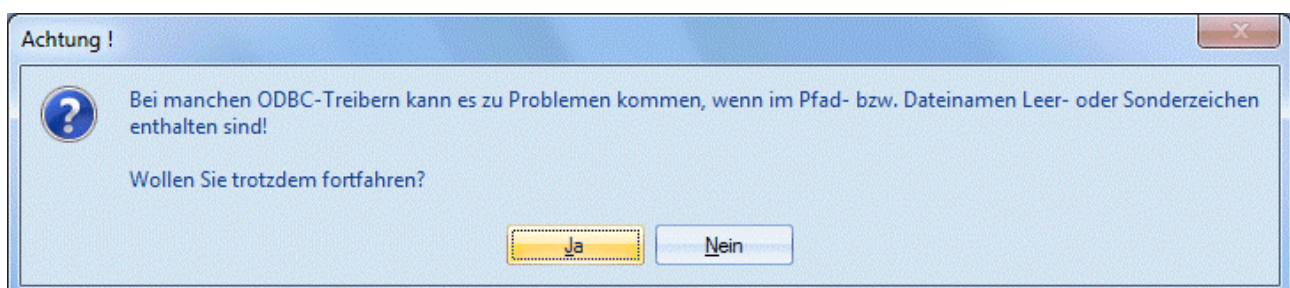 Achtung !
Bei manchen ODBC-Treibern kann es zu Problemen kommen, wenn im Pfad- bzw. Dateinamen Leer- oder Sonderzeichen
enthalten sind!
Wollen Sie trotzdem fortfahren?
Ja
Nein